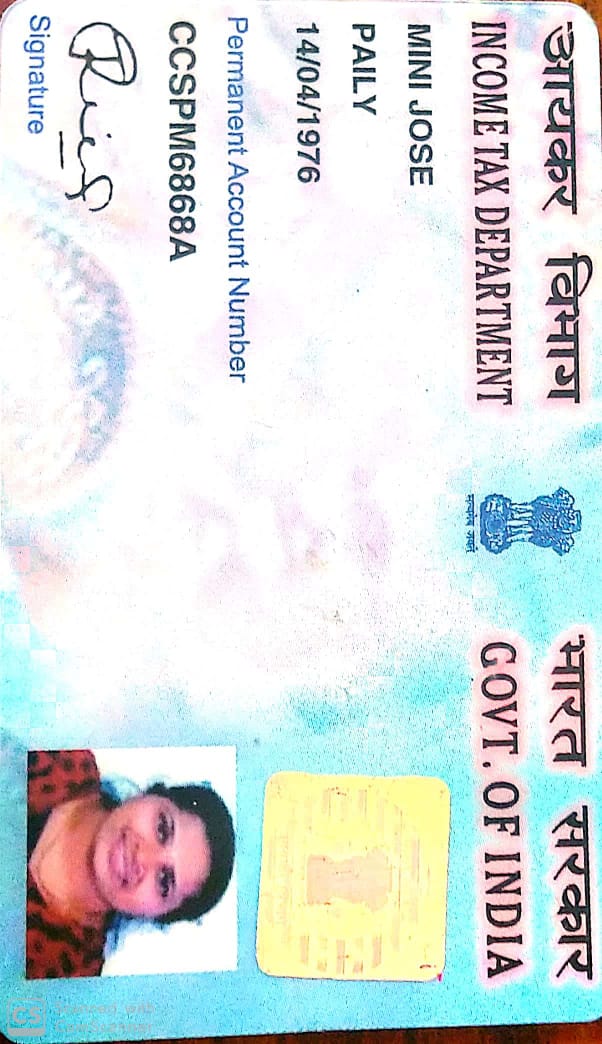 आयकर विभाग
INCOME TAX DEPARTMENT
भारत सरकार
GOVT. OF INDIA
सत्यमेव जयते
MINI JOSE
PAILY
14/04/1976
Permanent Account Number
CCSPM6868A
Signature
CS Scanned with
CamScanner